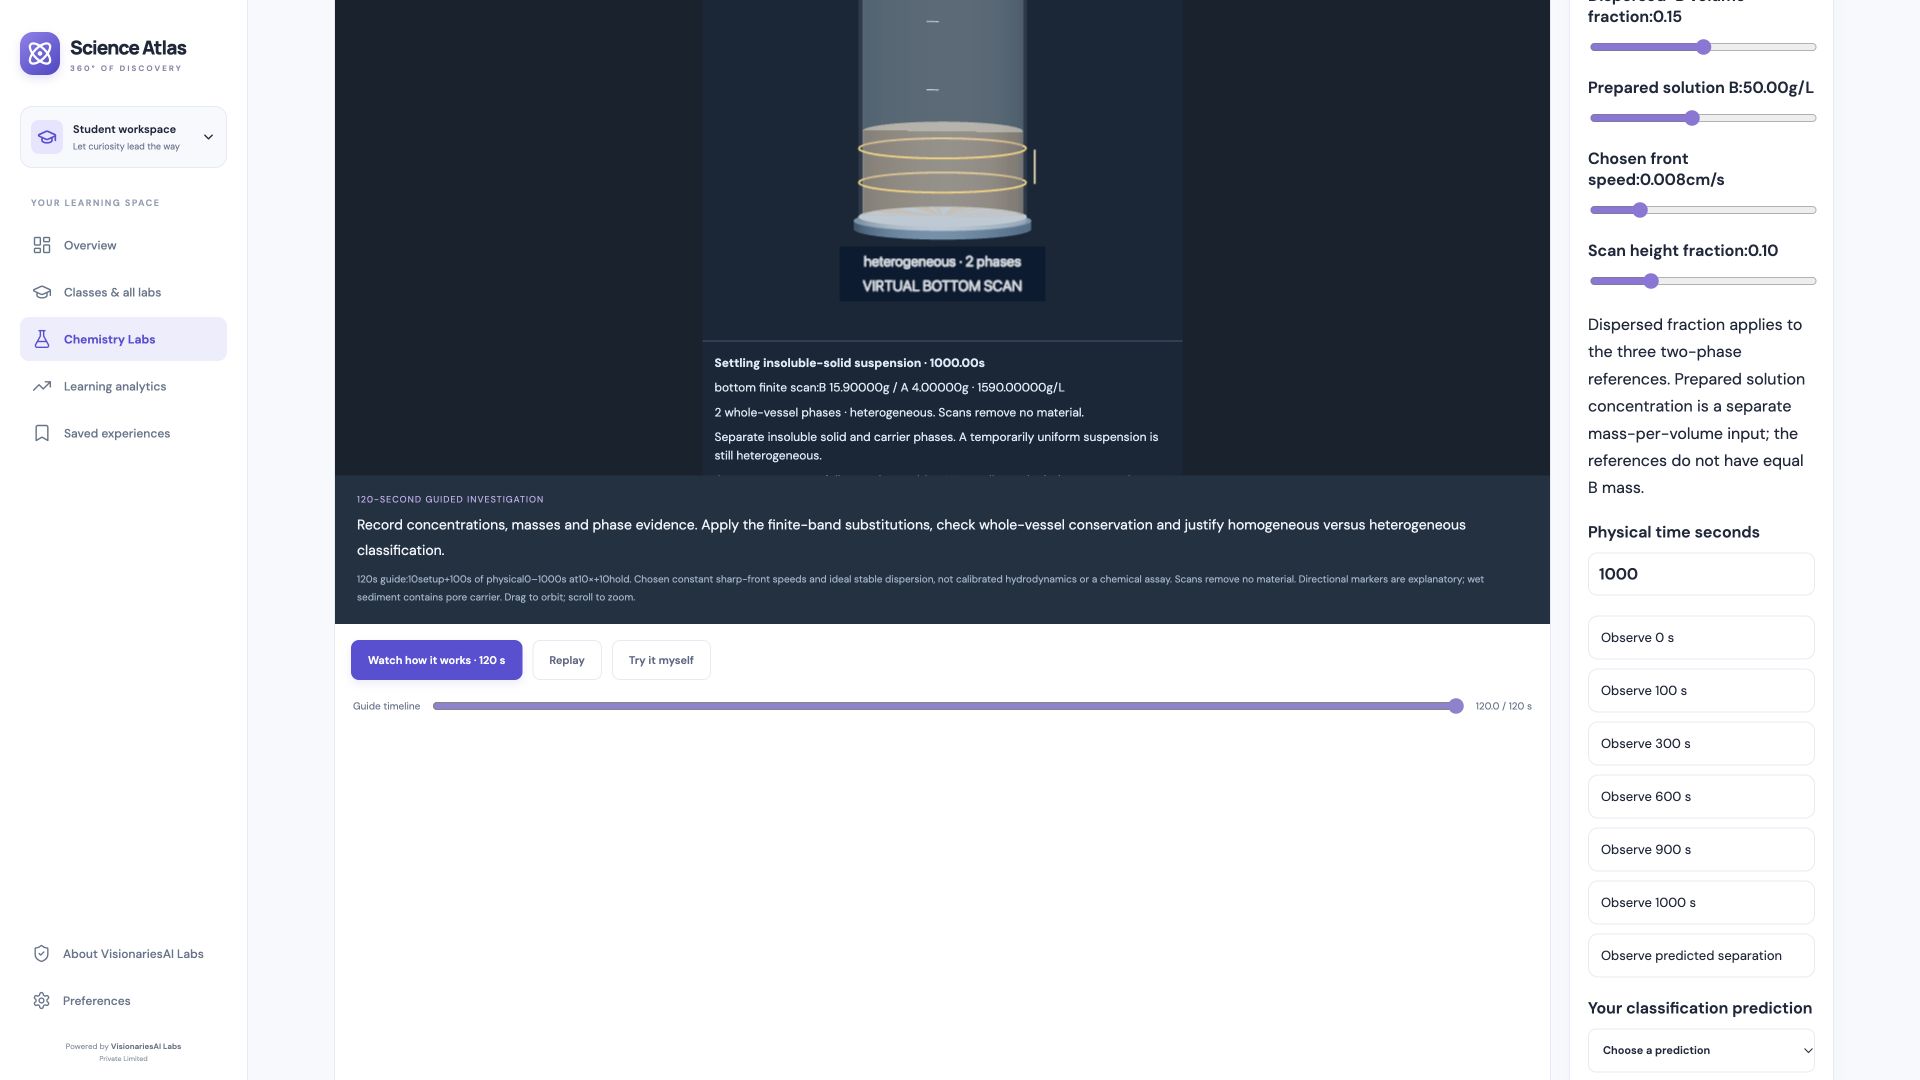 Science Atlas
360° OF DISCOVERY
Student workspace
Let curiosity lead the way
YOUR LEARNING SPACE
Overview
Classes & all labs
Chemistry Labs
Learning analytics
Saved experiences
About VisionariesAI Labs
Preferences
Powered by VisionariesAI Labs
Private Limited
heterogeneous · 2 phases
VIRTUAL BOTTOM SCAN
Settling insoluble-solid suspension · 1000.00s
bottom finite scan:B 15.90000g / A 4.00000g · 1590.00000g/L
2 whole-vessel phases · heterogeneous. Scans remove no material.
Separate insoluble solid and carrier phases. A temporarily uniform suspension is
still heterogeneous.
120-SECOND GUIDED INVESTIGATION
Record concentrations, masses and phase evidence. Apply the finite-band substitutions, check whole-vessel conservation and justify homogeneous versus heterogeneous
classification.
120s guide:10setup+100s of physical0–1000s at10×+10hold. Chosen constant sharp-front speeds and ideal stable dispersion, not calibrated hydrodynamics or a chemical assay. Scans remove no material. Directional markers are explanatory; wet
sediment contains pore carrier. Drag to orbit; scroll to zoom.
Watch how it works · 120 s
Replay
Try it myself
Guide timeline
120.0 / 120 s
fraction:0.15
Prepared solution B:50.00g/L
Chosen front
speed:0.008cm/s
Scan height fraction:0.10
Dispersed fraction applies to
the three two-phase
references. Prepared solution
concentration is a separate
mass-per-volume input; the
references do not have equal
B mass.
Physical time seconds
1000
Observe 0 s
Observe 100 s
Observe 300 s
Observe 600 s
Observe 900 s
Observe 1000 s
Observe predicted separation
Your classification prediction
Choose a prediction